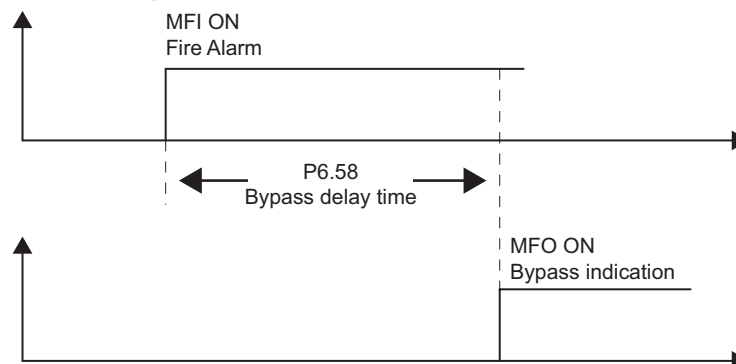 MFI ON
Fire Alarm
P6.58
Bypass delay time
MFO ON
Bypass indication